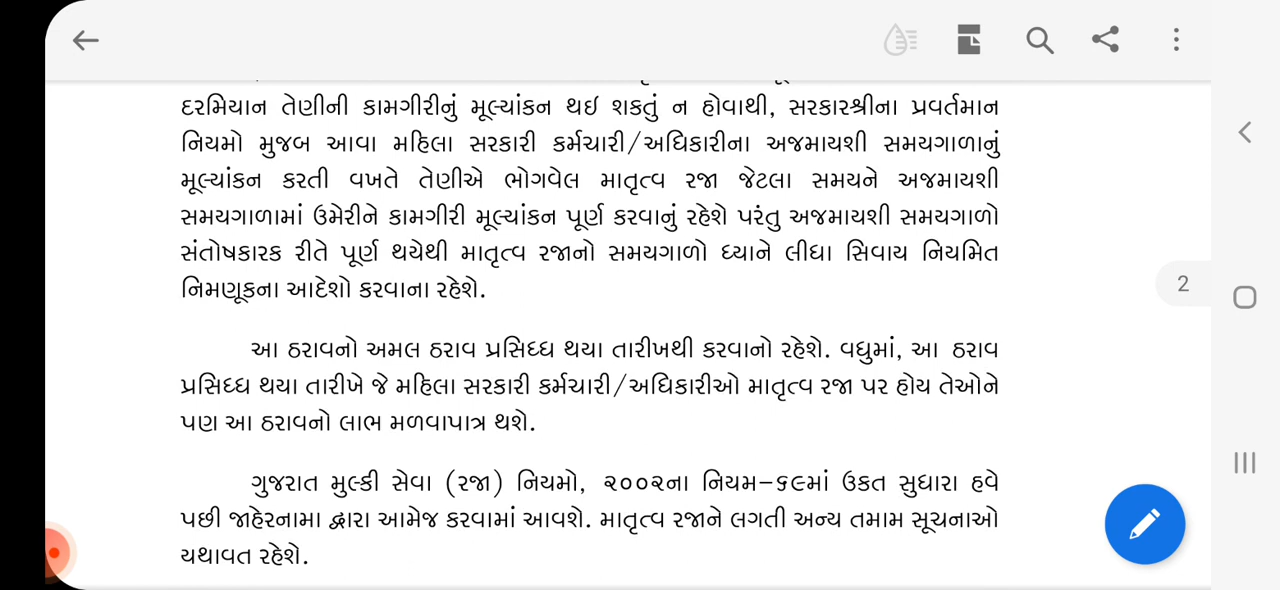 દરમિયાન તેણીની કામગીરીનું મૂલ્યાંકન થઇ શકતું ન હોવાથી, સરકારશ્રીના પ્રવર્તમાન
નિયમો મુજબ આવા મહિલા સરકારી કર્મચારી/અધિકારીના અજમાયશી સમયગાળાનું
મૂલ્યાંકન કરતી વખતે તેણીએ ભોગવેલ માતૃત્વ રજા જેટલા સમયને અજમાયશી
સમયગાળામાં ઉમેરીને કામગીરી મૂલ્યાંકન પૂર્ણ કરવાનું રહેશે પરંતુ અજમાયશી સમયગાળો
સંતોષકારક રીતે પૂર્ણ થયેથી માતૃત્વ રજાનો સમયગાળો ધ્યાને લીધા સિવાય નિયમિત
નિમણૂકના આદેશો કરવાના રહેશે.
2
આ ઠરાવનો અમલ ઠરાવ પ્રસિધ્ધ થયા તારીખથી કરવાનો રહેશે. વધુમાં, આ ઠરાવ
પ્રસિધ્ધ થયા તારીખે જે મહિલા સરકારી કર્મચારી/અધિકારીઓ માતૃત્વ રજા પર હોય તેઓને
પણ આ ઠરાવનો લાભ મળવાપાત્ર થશે.
ગુજરાત મુલ્કી સેવા (રજા) નિયમો, ૨૦૦૨ના નિયમ-૬૯માં ઉકત સુધારા હવે
પછી જાહેરનામા દ્વારા આમેજ કરવામાં આવશે. માતૃત્વ રજાને લગતી અન્ય તમામ સૂચનાઓ
યથાવત રહેશે.